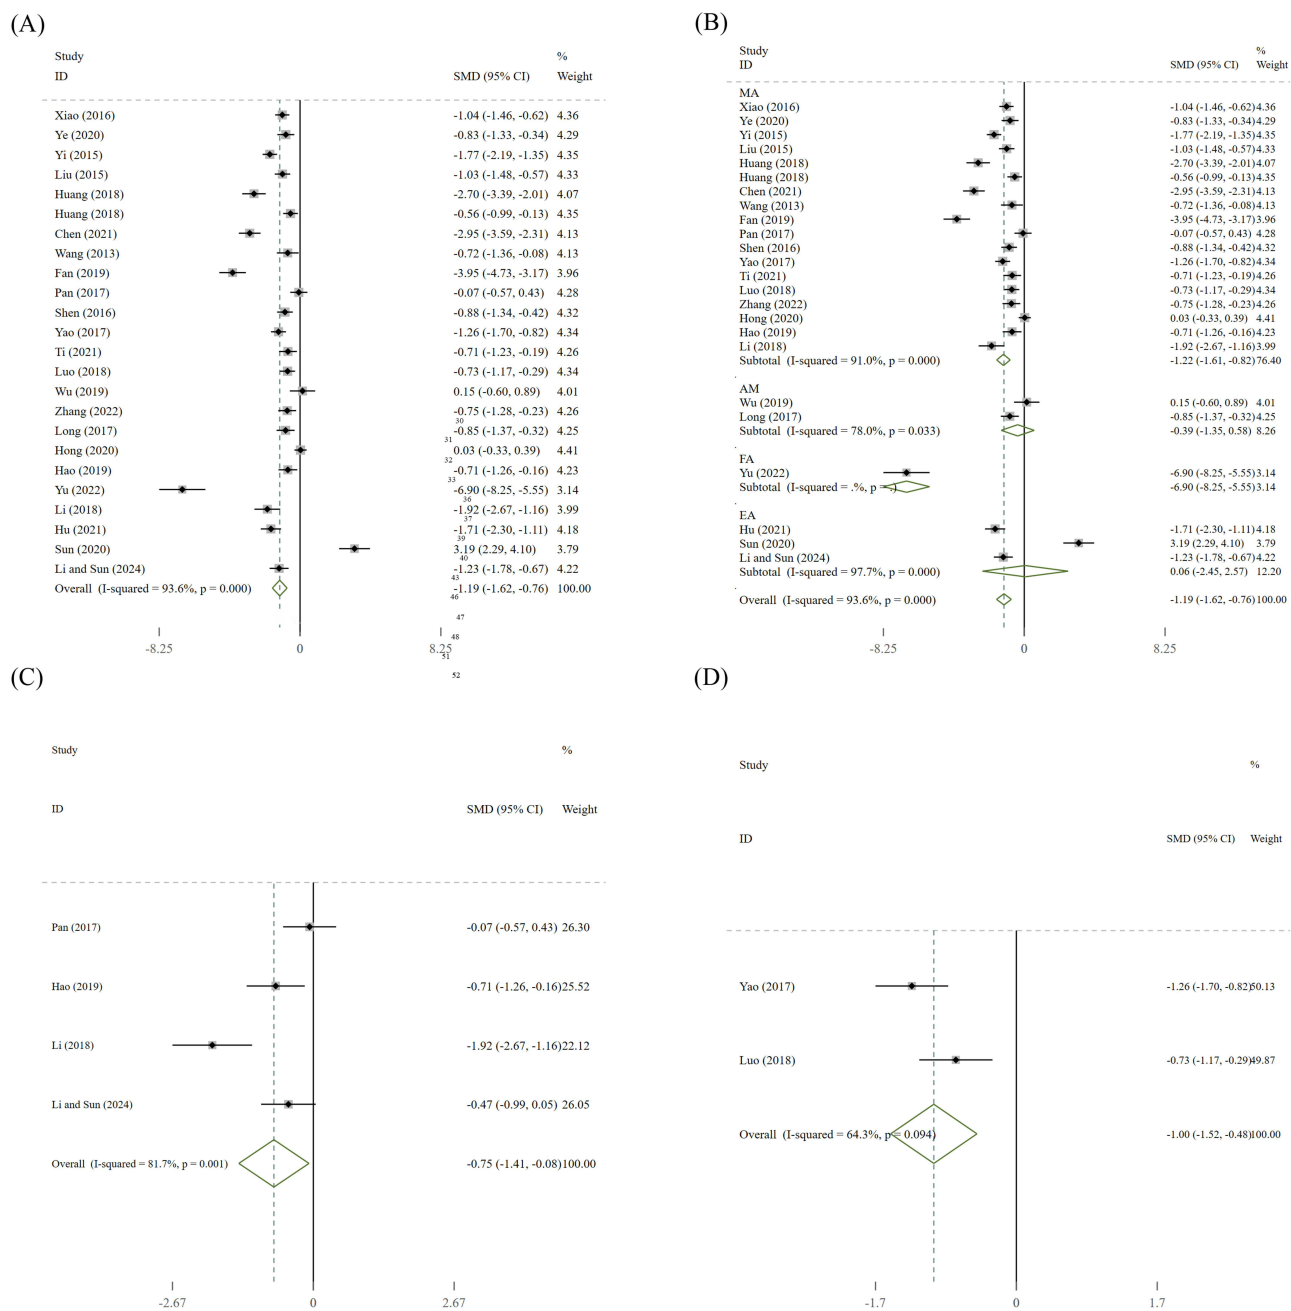 (A)
Study %
ID SMD (95% CI) Weight
Xiao (2016) -1.04 (-1.46, -0.62) 4.36
Ye (2020) -0.83 (-1.33, -0.34) 4.29
Yi (2015) -1.77 (-2.19, -1.35) 4.35
Liu (2015) -1.03 (-1.48, -0.57) 4.33
Huang (2018) -2.70 (-3.39, -2.01) 4.07
Huang (2018) -0.56 (-0.99, -0.13) 4.35
Chen (2021) -2.95 (-3.59, -2.31) 4.13
Wang (2013) -0.72 (-1.36, -0.08) 4.13
Fan (2019) -3.95 (-4.73, -3.17) 3.96
Pan (2017) -0.07 (-0.57, 0.43) 4.28
Shen (2016) -0.88 (-1.34, -0.42) 4.32
Yao (2017) -1.26 (-1.70, -0.82) 4.34
Ti (2021) -0.71 (-1.23, -0.19) 4.26
Luo (2018) -0.73 (-1.17, -0.29) 4.34
Wu (2019) 0.15 (-0.60, 0.89) 4.01
Zhang (2022) -0.75 (-1.28, -0.23) 4.26
30
Long (2017) -0.85 (-1.37, -0.32) 4.25
31
Hong (2020) 0.03 (-0.33, 0.39) 4.41
32
Hao (2019) -0.71 (-1.26, -0.16) 4.23
33
Yu (2022) -6.90 (-8.25, -5.55) 3.14
36
Li (2018) -1.92 (-2.67, -1.16) 3.99
37
Hu (2021) -1.71 (-2.30, -1.11) 4.18
39
Sun (2020) 3.19 (2.29, 4.10) 3.79
40
Li and Sun (2024) -1.23 (-1.78, -0.67) 4.22
43
Overall (I-squared = 93.6%, p = 0.000) -1.19 (-1.62, -0.76) 100.00
46
47
48
-8.25 0 8.25
51
52
(B)
Study %
ID SMD (95% CI) Weight
MA
Xiao (2016) -1.04 (-1.46, -0.62) 4.36
Ye (2020) -0.83 (-1.33, -0.34) 4.29
Yi (2015) -1.77 (-2.19, -1.35) 4.35
Liu (2015) -1.03 (-1.48, -0.57) 4.33
Huang (2018) -2.70 (-3.39, -2.01) 4.07
Huang (2018) -0.56 (-0.99, -0.13) 4.35
Chen (2021) -2.95 (-3.59, -2.31) 4.13
Wang (2013) -0.72 (-1.36, -0.08) 4.13
Fan (2019) -3.95 (-4.73, -3.17) 3.96
Pan (2017) -0.07 (-0.57, 0.43) 4.28
Shen (2016) -0.88 (-1.34, -0.42) 4.32
Yao (2017) -1.26 (-1.70, -0.82) 4.34
Ti (2021) -0.71 (-1.23, -0.19) 4.26
Luo (2018) -0.73 (-1.17, -0.29) 4.34
Zhang (2022) -0.75 (-1.28, -0.23) 4.26
Hong (2020) 0.03 (-0.33, 0.39) 4.41
Hao (2019) -0.71 (-1.26, -0.16) 4.23
Li (2018) -1.92 (-2.67, -1.16) 3.99
Subtotal (I-squared = 91.0%, p = 0.000) -1.22 (-1.61, -0.82) 76.40
.
AM
Wu (2019) 0.15 (-0.60, 0.89) 4.01
Long (2017) -0.85 (-1.37, -0.32) 4.25
Subtotal (I-squared = 78.0%, p = 0.033) -0.39 (-1.35, 0.58) 8.26
.
FA
Yu (2022) -6.90 (-8.25, -5.55) 3.14
Subtotal (I-squared = .%, p = .) -6.90 (-8.25, -5.55) 3.14
.
EA
Hu (2021) -1.71 (-2.30, -1.11) 4.18
Sun (2020) 3.19 (2.29, 4.10) 3.79
Li and Sun (2024) -1.23 (-1.78, -0.67) 4.22
Subtotal (I-squared = 97.7%, p = 0.000) 0.06 (-2.45, 2.57) 12.20
.
Overall (I-squared = 93.6%, p = 0.000) -1.19 (-1.62, -0.76) 100.00
-8.25 0 8.25
(C)
Study %
ID SMD (95% CI) Weight
Pan (2017) -0.07 (-0.57, 0.43) 26.30
Hao (2019) -0.71 (-1.26, -0.16) 25.52
Li (2018) -1.92 (-2.67, -1.16) 22.12
Li and Sun (2024) -0.47 (-0.99, 0.05) 26.05
Overall (I-squared = 81.7%, p = 0.001) -0.75 (-1.41, -0.08) 100.00
-2.67 0 2.67
(D)
Study %
ID SMD (95% CI) Weight
Yao (2017) -1.26 (-1.70, -0.82) 50.13
Luo (2018) -0.73 (-1.17, -0.29) 49.87
Overall (I-squared = 64.3%, p = 0.094) -1.00 (-1.52, -0.48) 100.00
-1.7 0 1.7